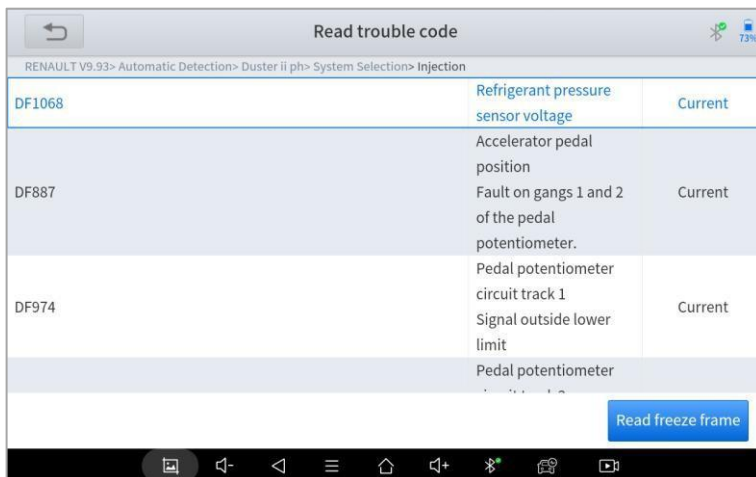 Read trouble code
73%
RENAULT V9.93> Automatic Detection> Duster ii ph> System Selection> Injection
DF1068
Refrigerant pressure
sensor voltage
Current
DF887
Accelerator pedal
position
Fault on gangs 1 and 2
of the pedal
potentiometer.
Current
DF974
Pedal potentiometer
circuit track 1
Signal outside lower
limit
Current
Pedal potentiometer
Read freeze frame